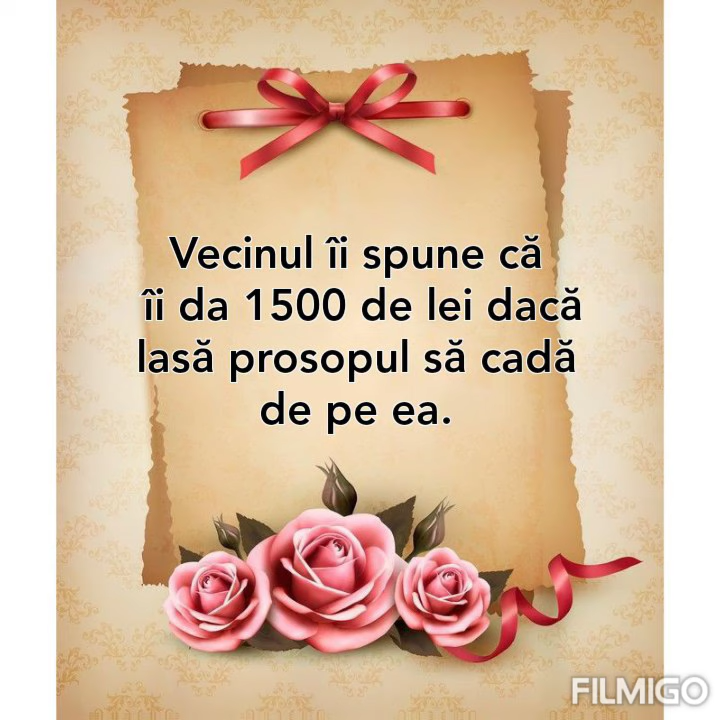 Vecinul îi spune că
îi da 1500 de lei dacă
lasă prosopul să cadă
de pe ea.
FILMIGO